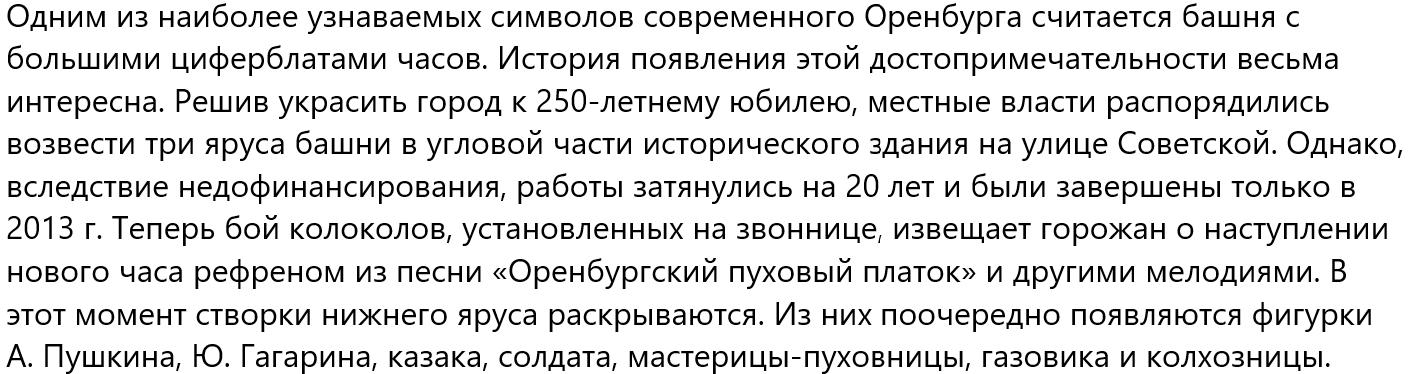 Одним из наиболее узнаваемых символов современного Оренбурга считается башня с
большими циферблатами часов. История появления этой достопримечательности весьма
интересна. Решив украсить город к 250-летнему юбилею, местные власти распорядились
возвести три яруса башни в угловой части исторического здания на улице Советской. Однако,
вследствие недофинансирования, работы затянулись на 20 лет и были завершены только в
2013 г. Теперь бой колоколов, установленных на звоннице, извещает горожан о наступлении
нового часа рефреном из песни «Оренбургский пуховый платок» и другими мелодиями. В
этот момент створки нижнего яруса раскрываются. Из них поочередно появляются фигурки
А. Пушкина, Ю. Гагарина, казака, солдата, мастерицы-пуховницы, газовика и колхозницы.